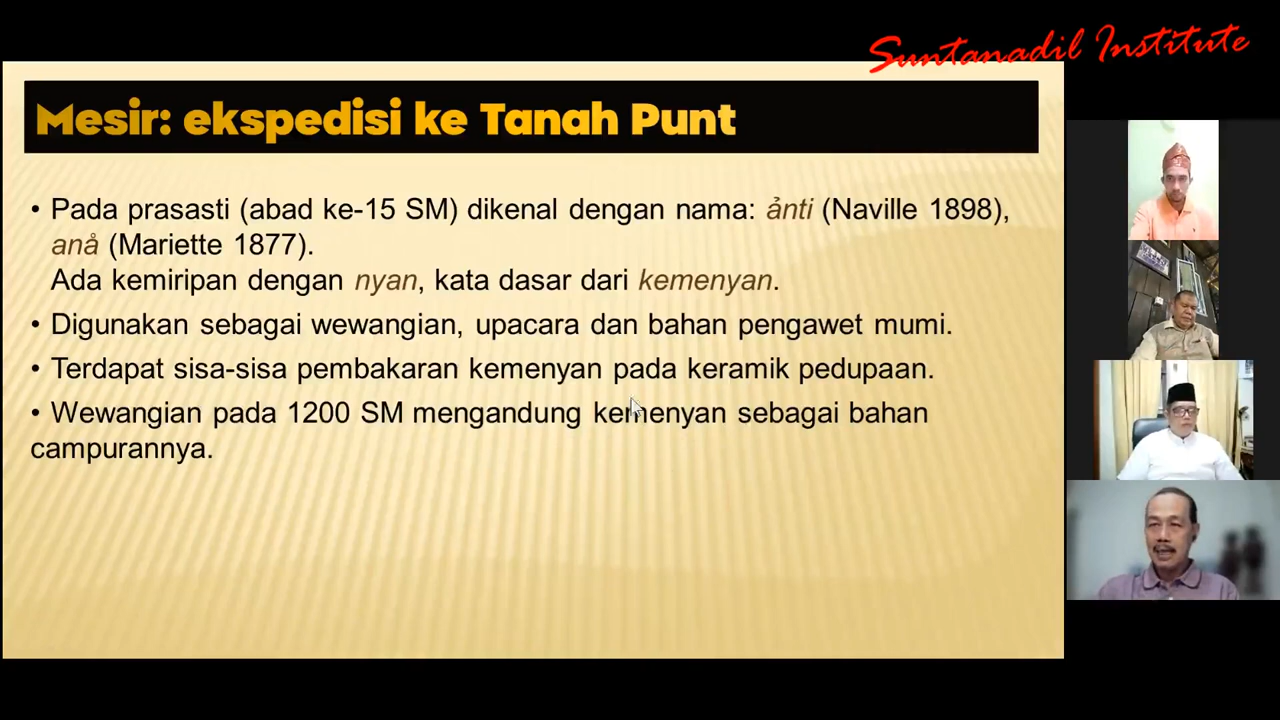 Suntanadil Institute
Mesir: ekspedisi ke Tanah Punt
• Pada prasasti (abad ke-15 SM) dikenal dengan nama: ảnti (Naville 1898),
anå (Mariette 1877).
Ada kemiripan dengan nyan, kata dasar dari kemenyan.
• Digunakan sebagai wewangian, upacara dan bahan pengawet mumi.
• Terdapat sisa-sisa pembakaran kemenyan pada keramik pedupaan.
• Wewangian pada 1200 SM mengandung kemenyan sebagai bahan
campurannya.